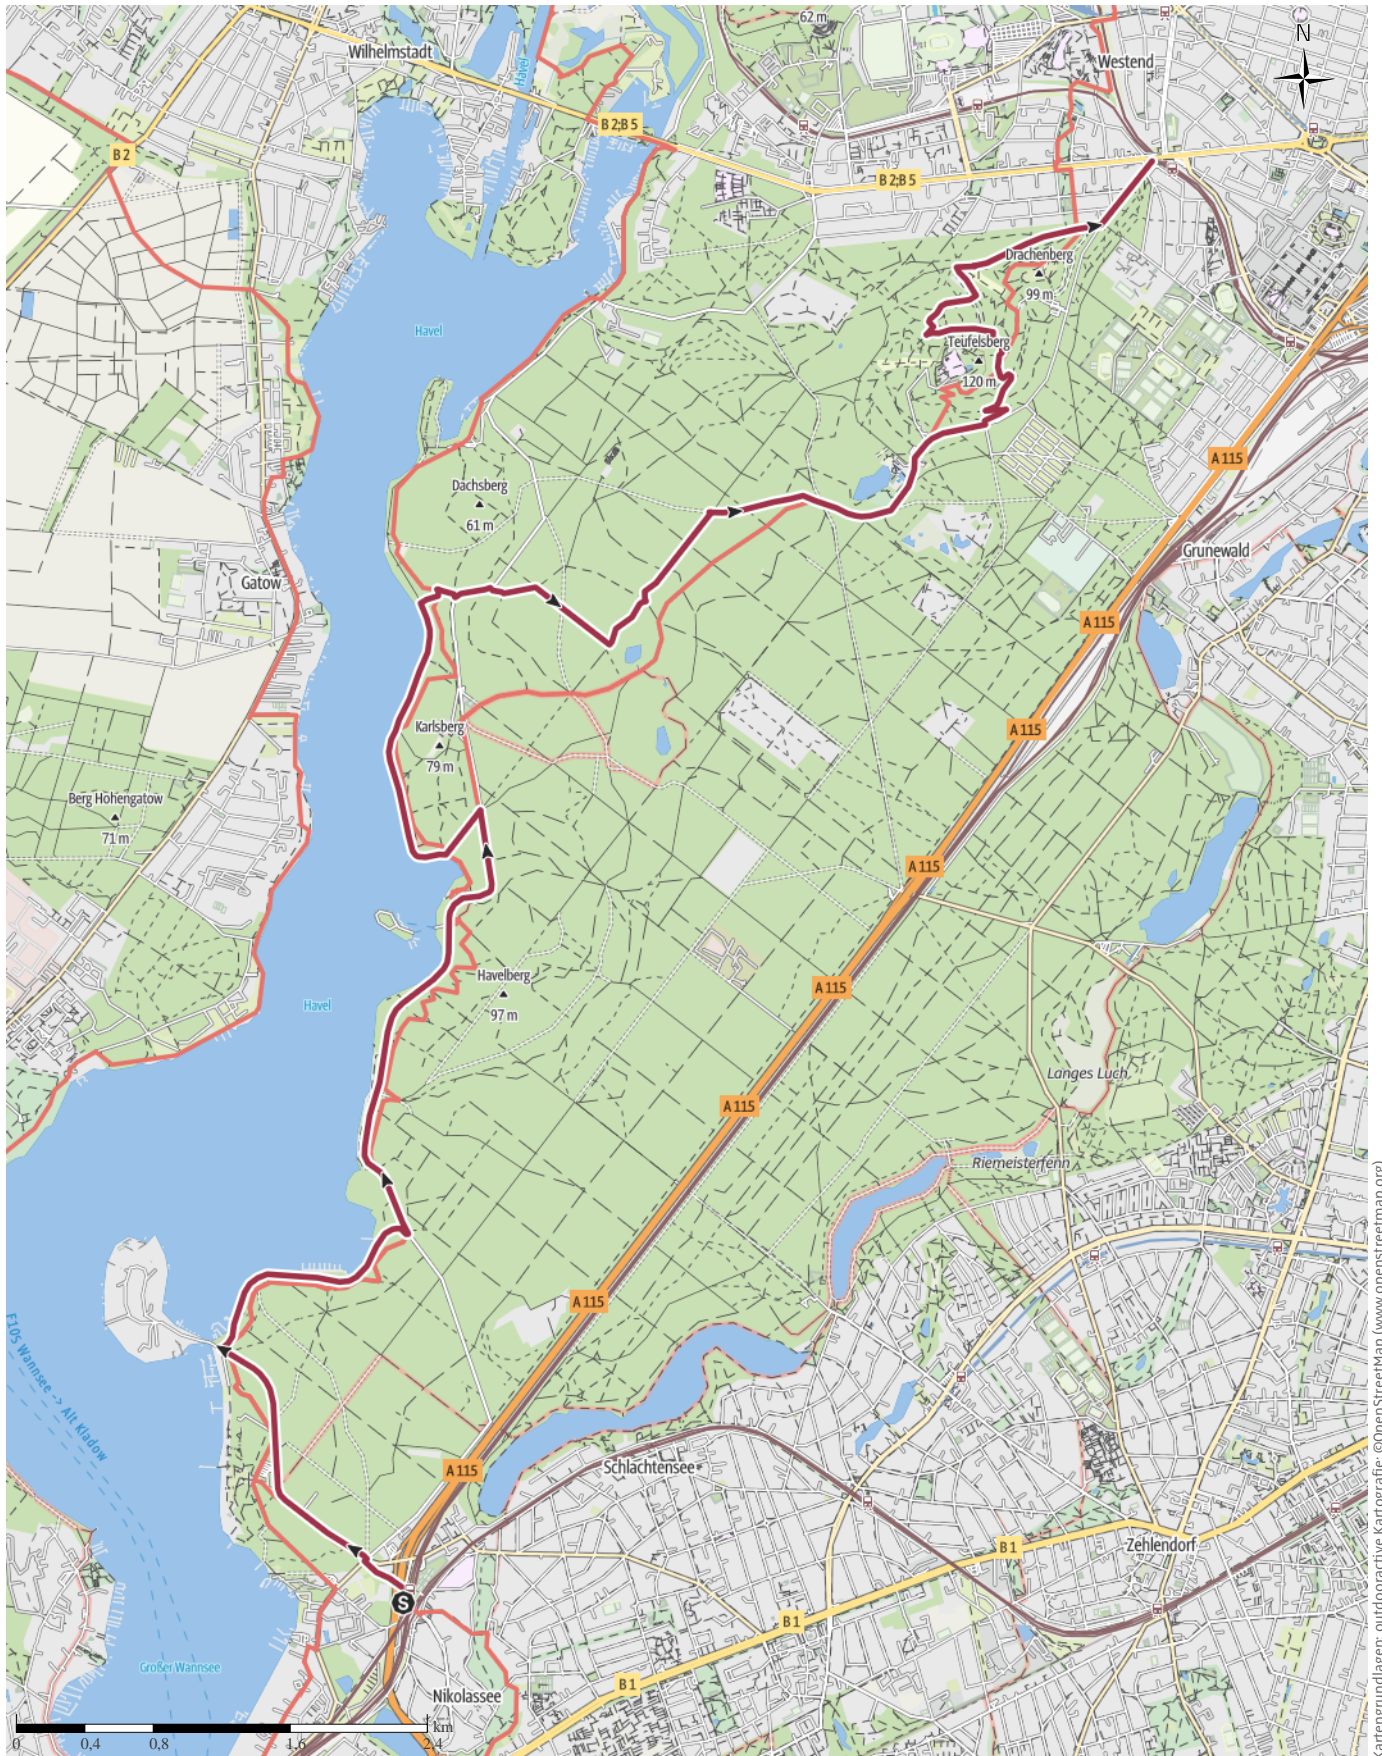 62 m
N
Wilhelmstadt
Havel
Westend
B 2;B 5
B 2
B 2;B 5
Drachenberg
99 m
Havel
Teufelsberg
120 m
A 115
Dachsberg
61 m
Grunewald
Gatow
A 115
Karlsberg
79 m
A 115
Berg Hohengatow
71 m
A 115
Havelberg
97 m
A 115
Havel
Langes Luch
A 115
Riemeisterfenn
A 115
F10S Wannsee -> Alt Kladow
A 115
Schlachtensee
B 1
Zehlendorf
S
B 1
Großer Wannsee
B 1
Nikolassee
km
0
0,4
0,8
1,6
2,4
artengrundlagen: outdooractive Kartografie; ©OpenStreetMap (www.openstreetmap.org)